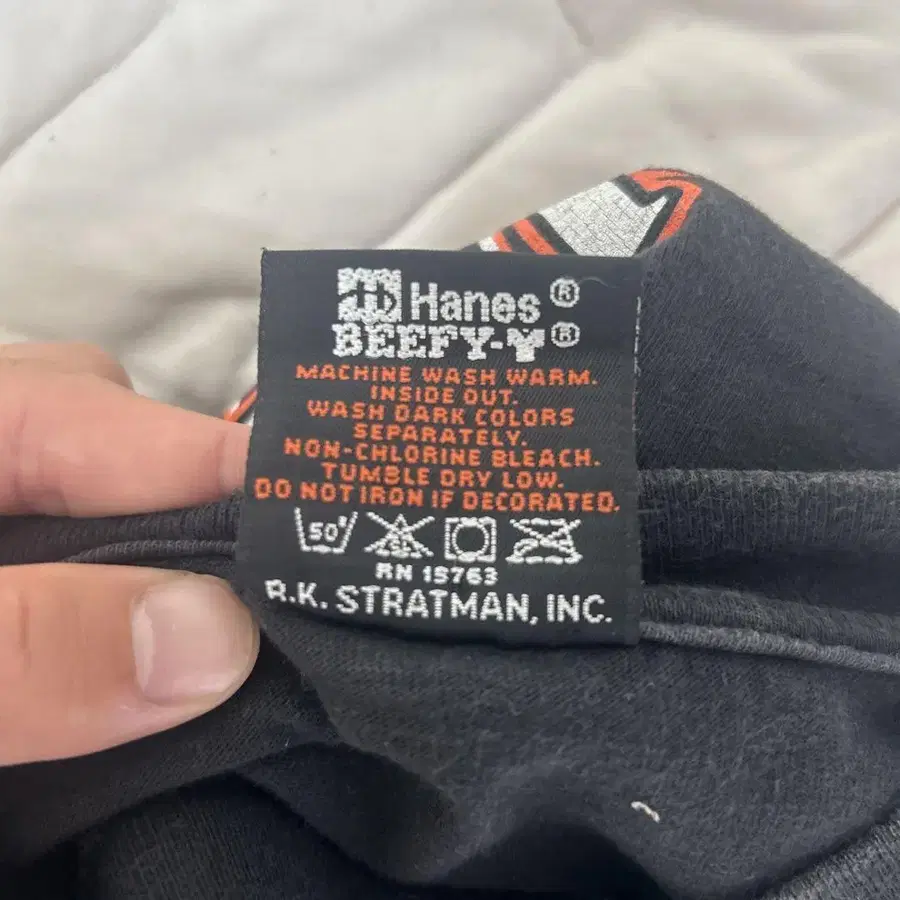 Hanes®
BEEFY-Y®
MACHINE WASH WARM.
INSIDE OUT.
WASH DARK COLORS
SEPARATELY.
NON-CHLORINE BLEACH.
TUMBLE DRY LOW.
DO NOT IRON IF DECORATED.
50°
CL
RN 15763
R.K. STRATMAN, INC.